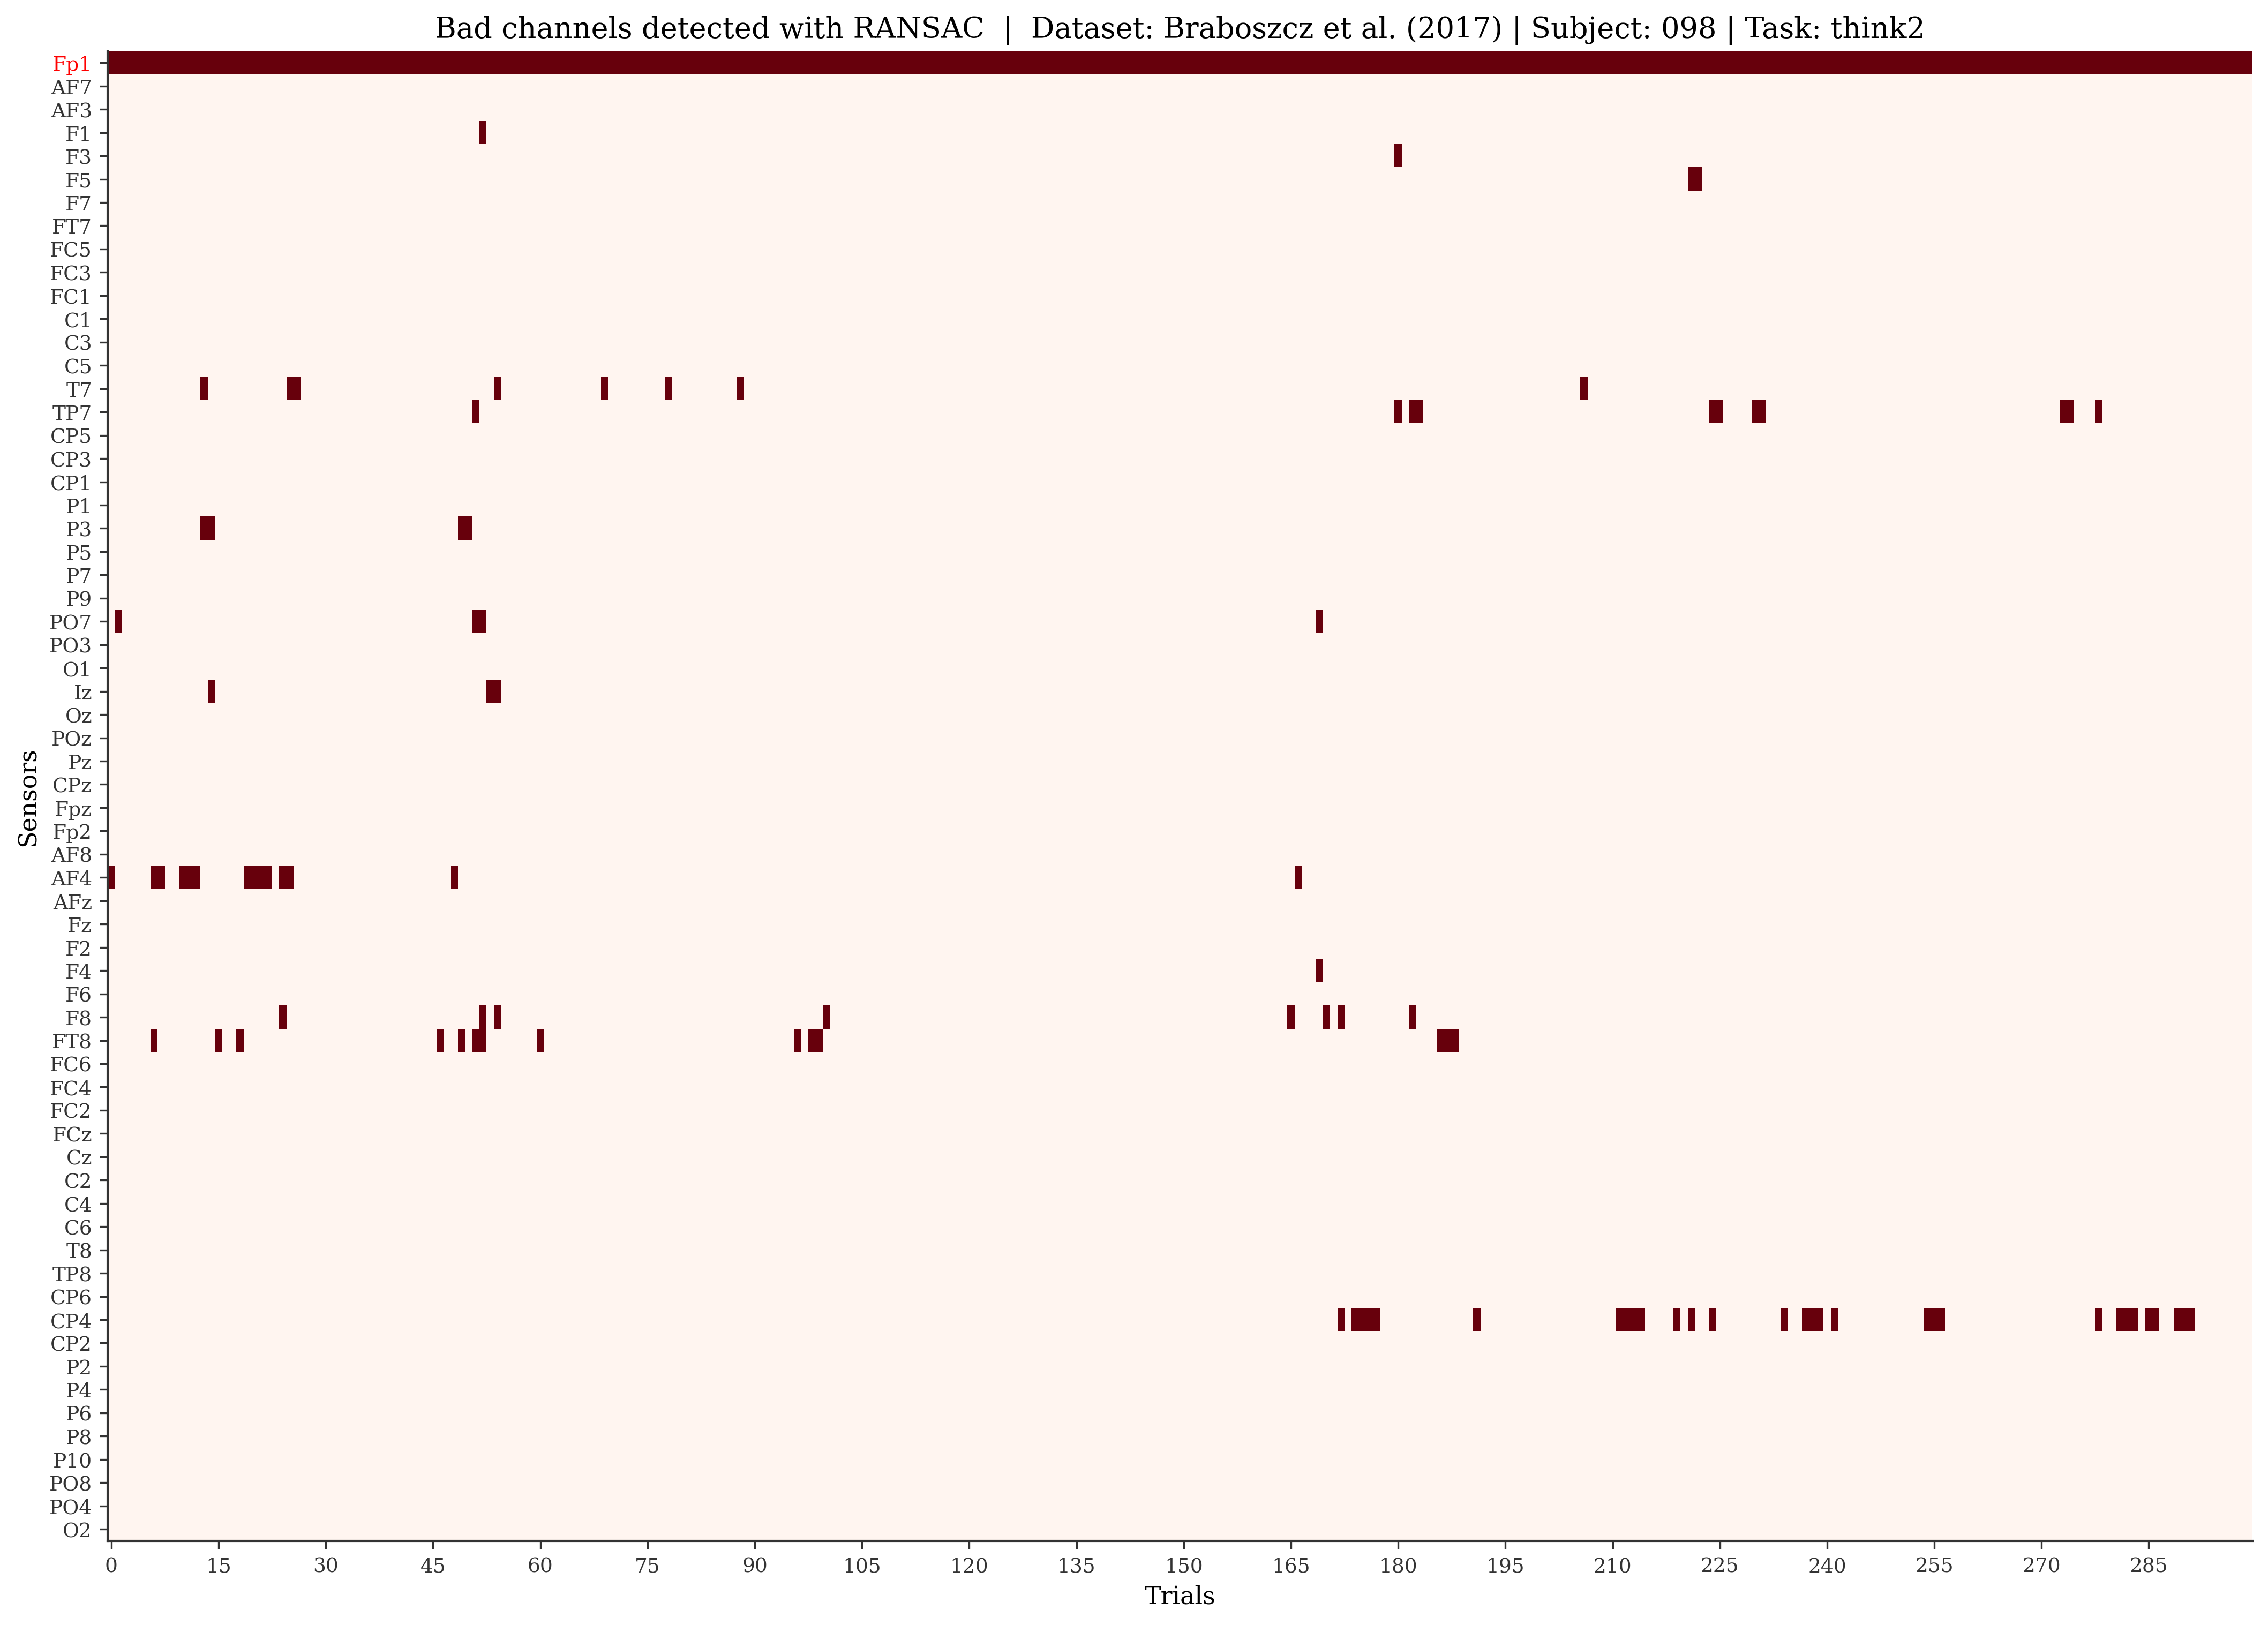 Bad channels detected with RANSAC | Dataset: Braboszcz et al. (2017) | Subject: 098 | Task: think2
Sensors
Fp1
AF7
AF3
F1
F3
F5
F7
FT7
FC5
FC3
FC1
C1
C3
C5
T7
TP7
CP5
CP3
CP1
P1
P3
P5
P7
P9
PO7
PO3
O1
Iz
Oz
POz
Pz
CPz
Fpz
Fp2
AF8
AF4
AFz
Fz
F2
F4
F6
F8
FT8
FC6
FC4
FC2
FCz
Cz
C2
C4
C6
T8
TP8
CP6
CP4
CP2
P2
P4
P6
P8
P10
PO8
PO4
O2
0 15 30 45 60 75 90 105 120 135 150 165 180 195 210 225 240 255 270 285
Trials